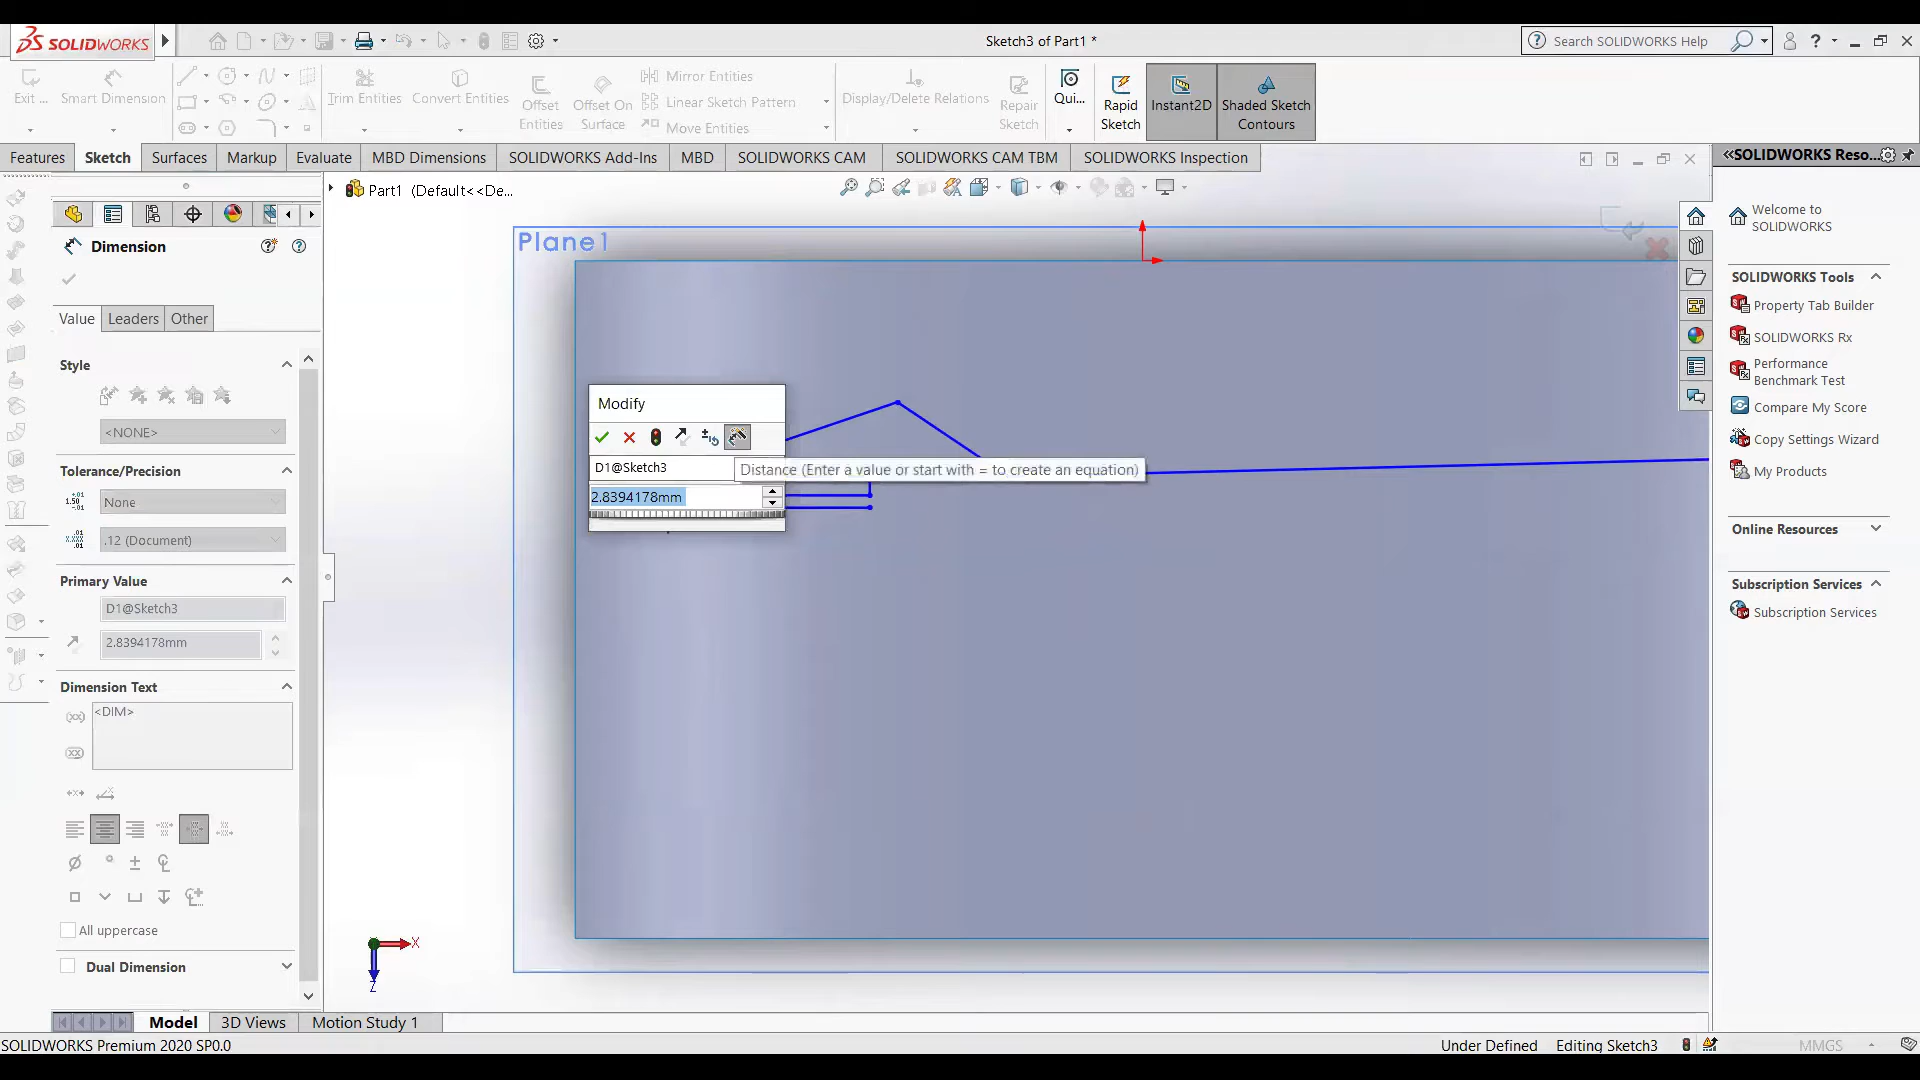 SOLIDWORKS
Sketch3 of Part1 *
Search SOLIDWORKS Help
Exit ...
Smart Dimension
Trim Entities
Convert Entities
Offset Entities
Offset On Surface
Mirror Entities
Linear Sketch Pattern
Move Entities
Display/Delete Relations
Repair Sketch
Qui...
Rapid Sketch
Instant2D
Shaded Sketch Contours
Features
Sketch
Surfaces
Markup
Evaluate
MBD Dimensions
SOLIDWORKS Add-Ins
MBD
SOLIDWORKS CAM
SOLIDWORKS CAM TBM
SOLIDWORKS Inspection
SOLIDWORKS Reso...
Part1 (Default<<De...
Dimension
Value
Leaders
Other
Style
<NONE>
Tolerance/Precision
None
.12 (Document)
Primary Value
D1@Sketch3
2.8394178mm
Dimension Text
<DIM>
All uppercase
Dual Dimension
Plane1
Modify
D1@Sketch3
Distance (Enter a value or start with = to create an equation)
2.8394178mm
X
Z
Welcome to
SOLIDWORKS
SOLIDWORKS Tools
Property Tab Builder
SOLIDWORKS Rx
Performance
Benchmark Test
Compare My Score
Copy Settings Wizard
My Products
Online Resources
Subscription Services
Subscription Services
Model
3D Views
Motion Study 1
SOLIDWORKS Premium 2020 SP0.0
Under Defined
Editing Sketch3
MMGS